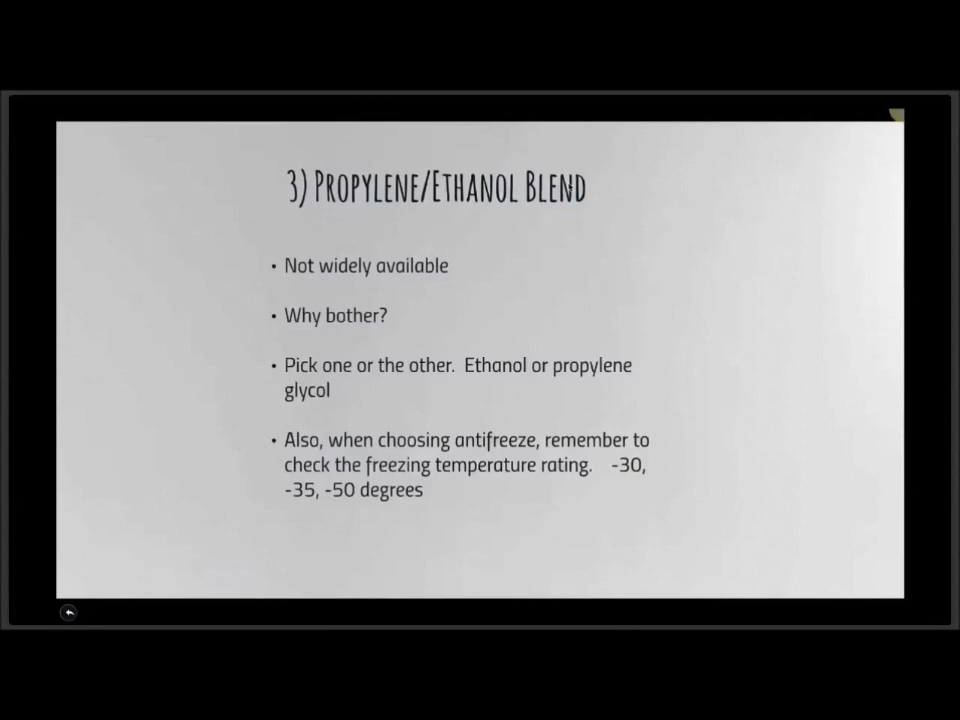 3) Propylene/Ethanol Blend
• Not widely available
• Why bother?
• Pick one or the other. Ethanol or propylene
glycol
• Also, when choosing antifreeze, remember to
check the freezing temperature rating. -30,
-35, -50 degrees